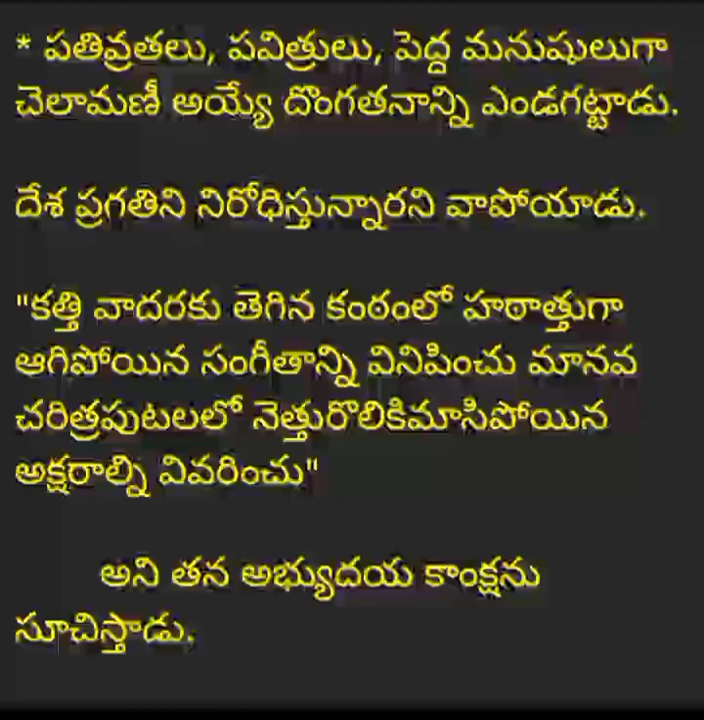 * పతివ్రతలు, పవిత్రులు, పెద్ద మనుషులుగా
చెలామణీ అయ్యే దొంగతనాన్ని ఎండగట్టాడు.
దేశ ప్రగతిని నిరోధిస్తున్నారని వాపోయాడు.
"కత్తి వాదరకు తెగిన కంఠంలో హఠాత్తుగా
ఆగిపోయిన సంగీతాన్ని వినిపించు మానవ
చరిత్రపుటలలో నెత్తురొలికిమాసిపోయిన
అక్షరాల్ని వివరించు"
అని తన అభ్యుదయ కాంక్షను
సూచిస్తాడు.